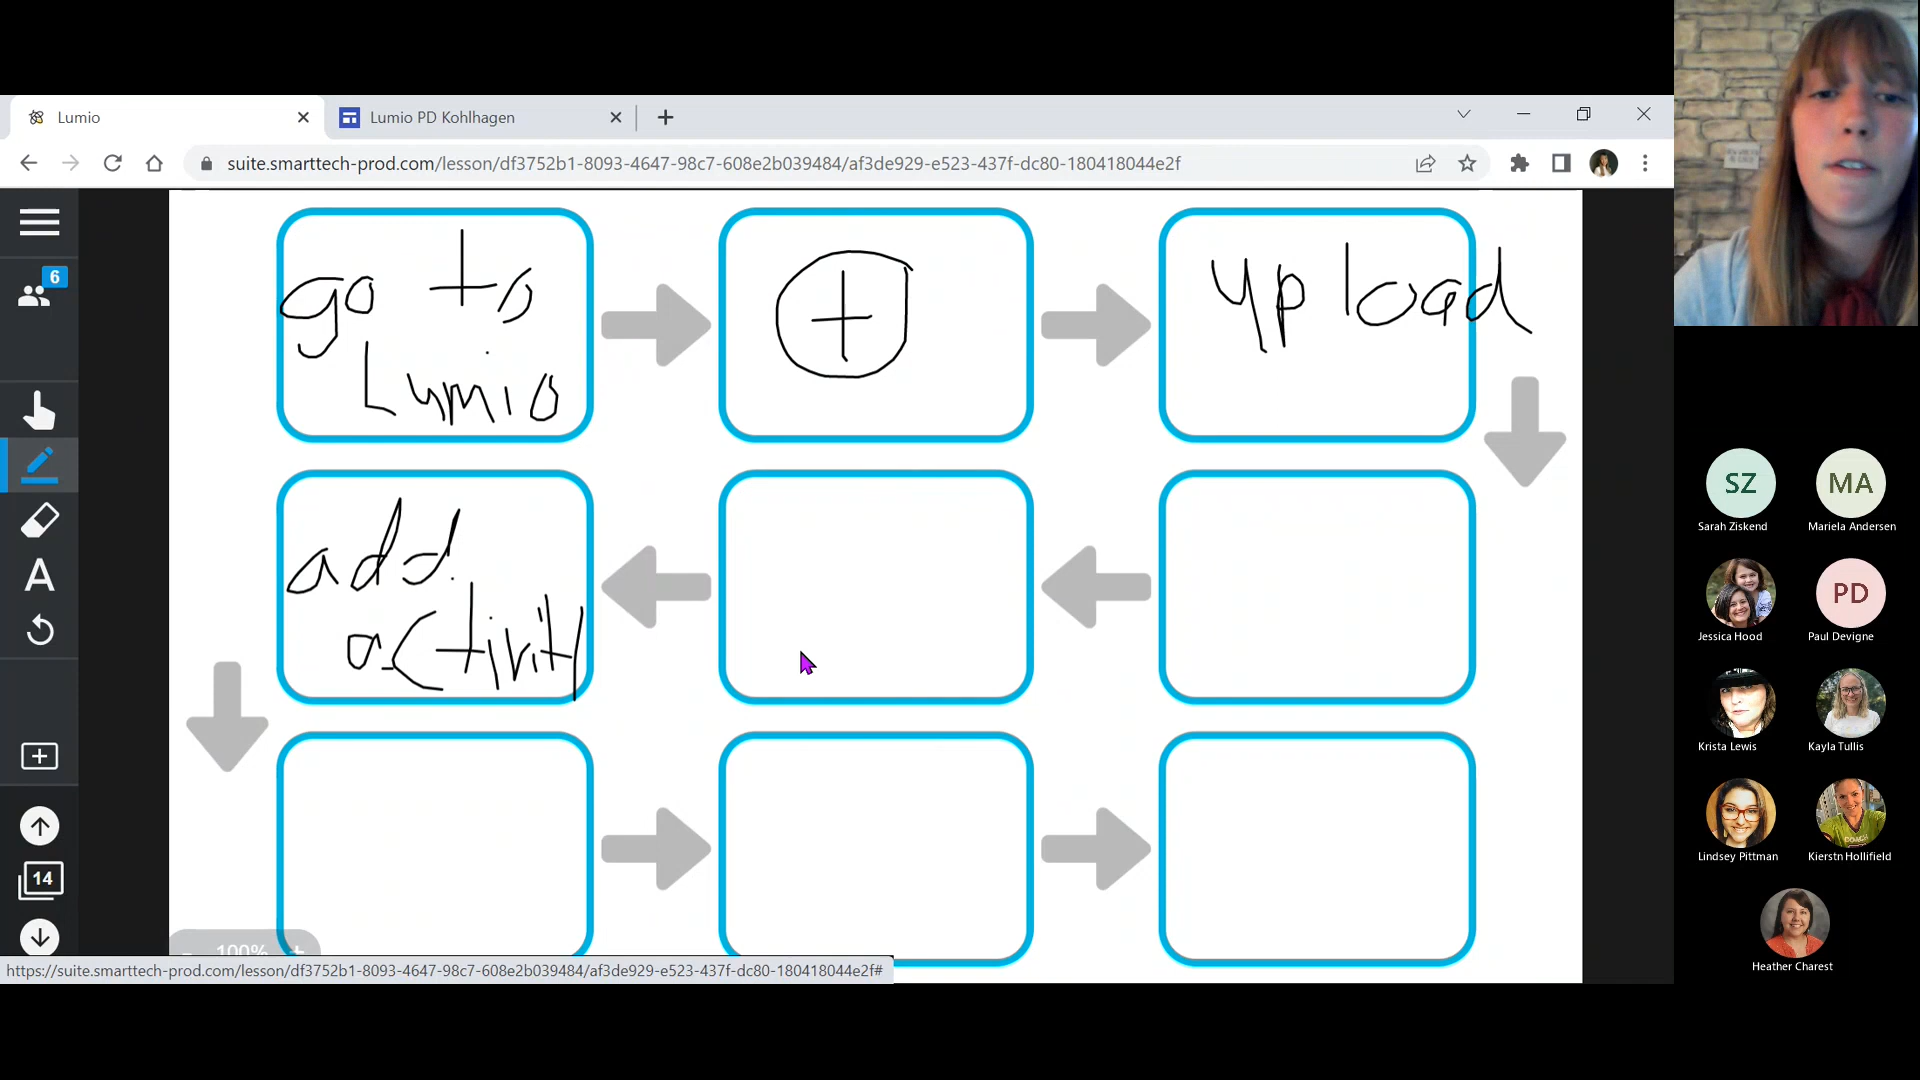 Lumio
Lumio PD Kohlhagen
suite.smarttech-prod.com/lesson/df3752b1-8093-4647-98c7-608e2b039484/af3de929-e523-437f-dc80-180418044e2f
6
go to
Lumio
+
upload
add
activity
A
14
100%
https://suite.smarttech-prod.com/lesson/df3752b1-8093-4647-98c7-608e2b039484/af3de929-e523-437f-dc80-180418044e2f#
SZ
Sarah Ziskend
MA
Mariela Andersen
Jessica Hood
PD
Paul Devigne
Krista Lewis
Kayla Tullis
Lindsey Pittman
Kierstn Hollifield
Heather Charest